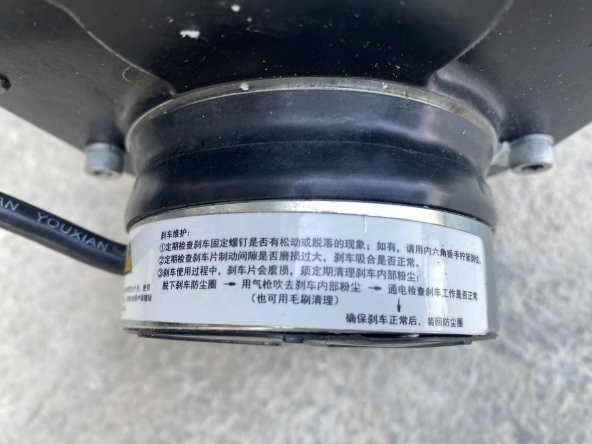 YOUXIAN
刹车维护:
①定期检查刹车固定螺钉是否有松动或脱落的现象;如有,请用内六角扳手拧紧
②定期检查刹车片制动间隙是否磨损过大,刹车吸合是否正常。
③刹车使用过程中,刹车片会磨损,须定期清理刹车内部粉尘:
脱下刹车防尘圈 → 用气枪吹去刹车内部粉尘 → 通电检查刹车工作是否正常
(也可用毛刷清理)
确保刹车正常后,装回防尘圈